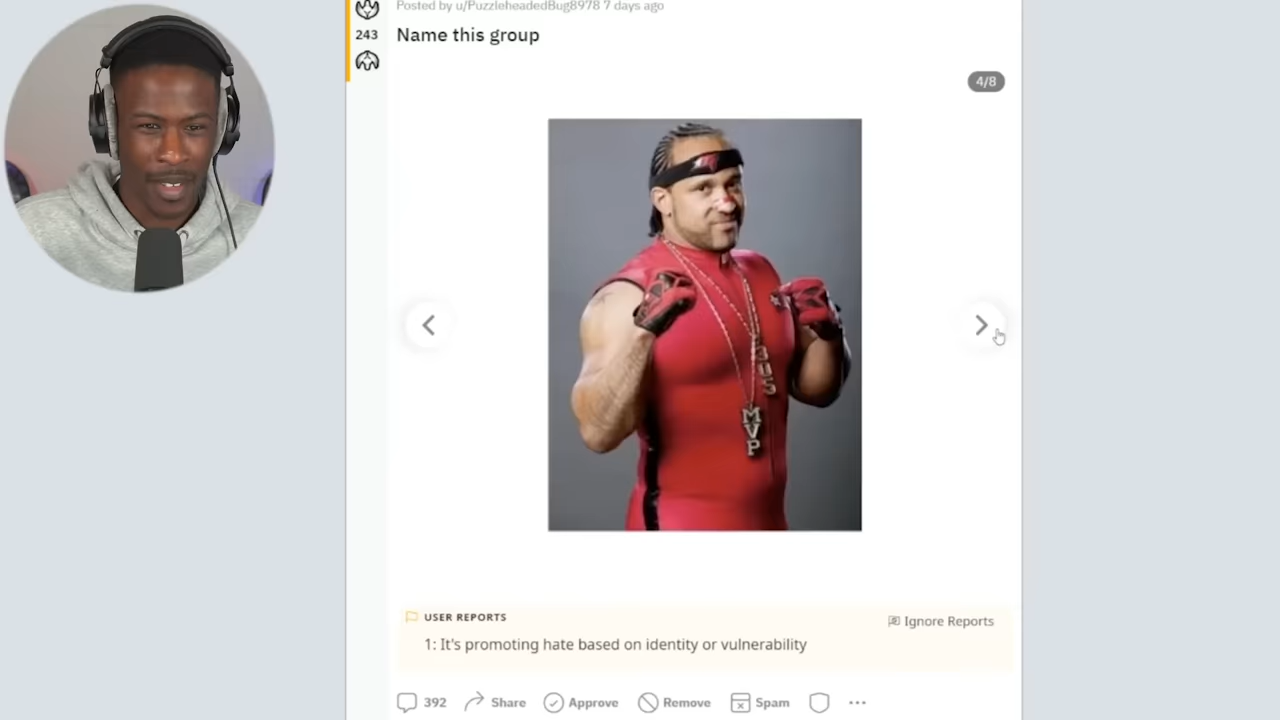 Posted by u/PuzzleheadedBug8978 7 days ago
243
Name this group
4/8
305
MVP
USER REPORTS
Ignore Reports
1: It's promoting hate based on identity or vulnerability
392 Share Approve Remove Spam